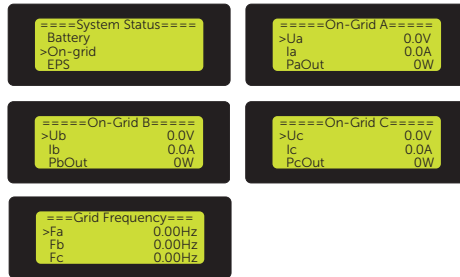 ====System Status====
Battery
>On-grid
EPS
=====On-Grid A=====
>Ua 0.0V
Ia 0.0A
PaOut 0W
=====On-Grid B=====
>Ub 0.0V
Ib 0.0A
PbOut 0W
=====On-Grid C=====
>Uc 0.0V
Ic 0.0A
PcOut 0W
===Grid Frequency===
>Fa 0.00Hz
Fb 0.00Hz
Fc 0.00Hz